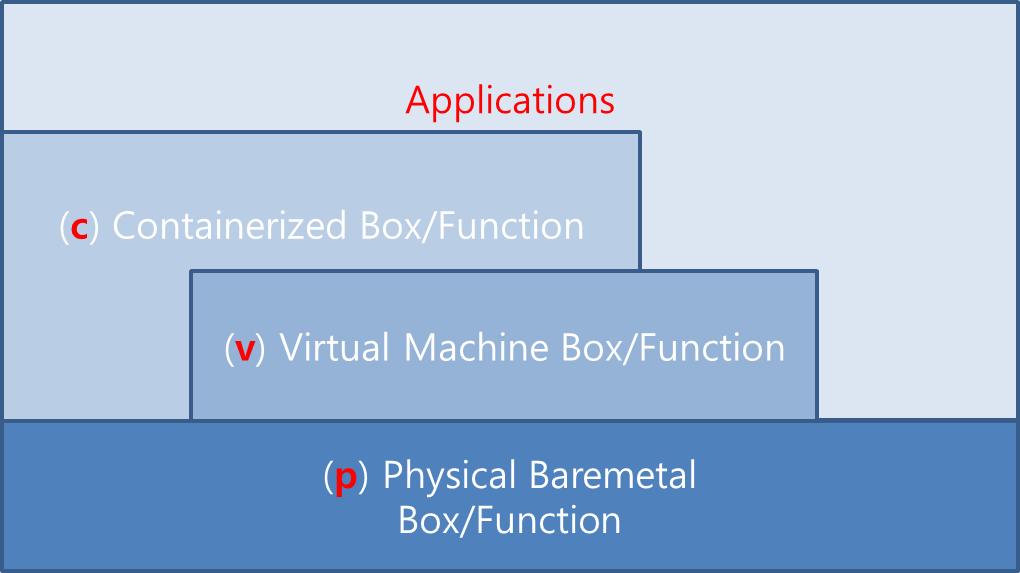 Applications
(c) Containerized Box/Function
(v) Virtual Machine Box/Function
(p) Physical Baremetal
Box/Function